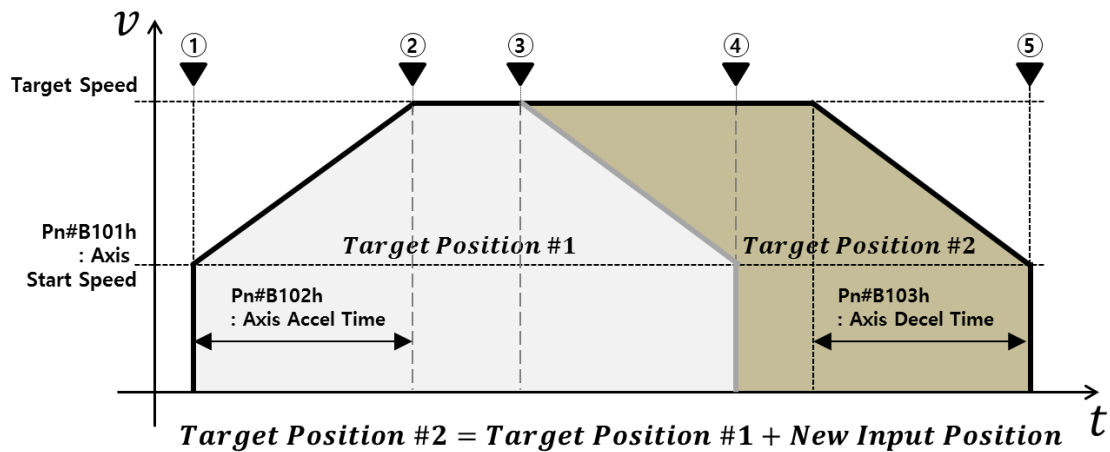 v
① ② ③ ④ ⑤
Target Speed
Pn#B101h
: Axis
Start Speed
Target Position #1
Target Position #2
Pn#B102h
: Axis Accel Time
Pn#B103h
: Axis Decel Time
t
Target Position #2 = Target Position #1 + New Input Position